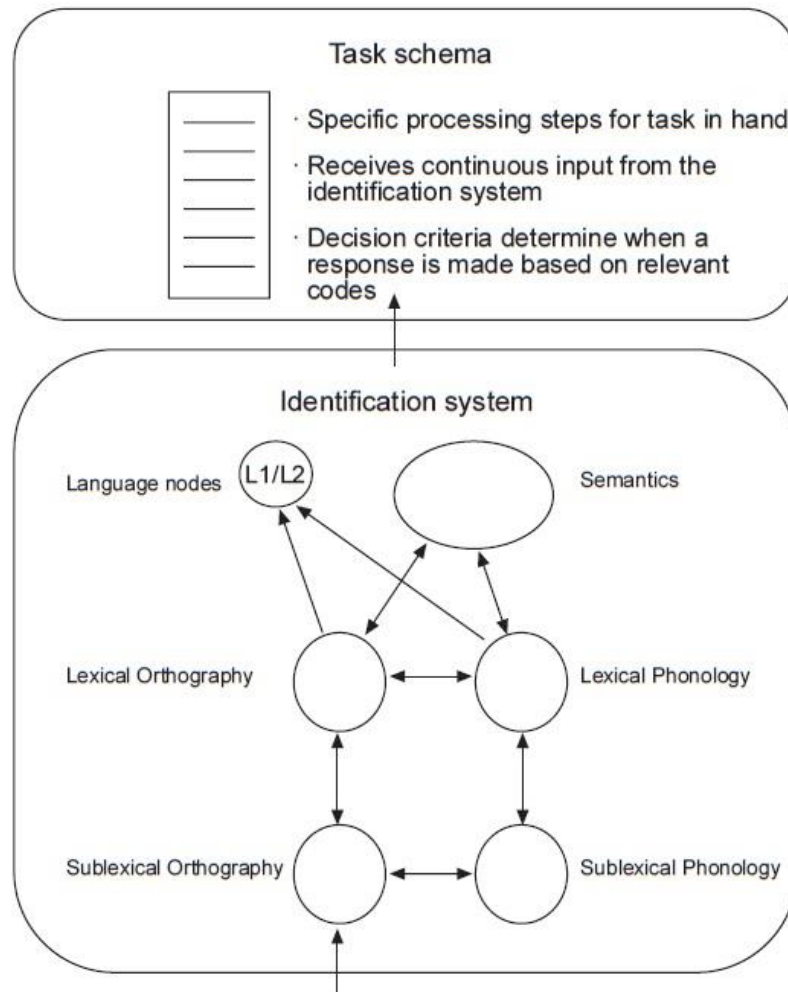 Task schema
· Specific processing steps for task in hand
· Receives continuous input from the
identification system
· Decision criteria determine when a
response is made based on relevant
codes
Identification system
Language nodes
L1/L2
Semantics
Lexical Orthography
Lexical Phonology
Sublexical Orthography
Sublexical Phonology